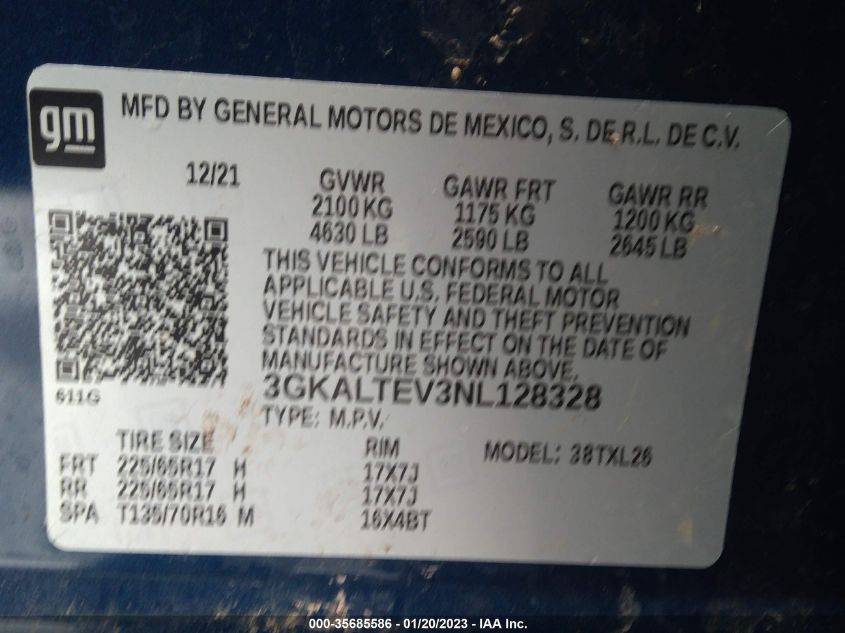 gm
MFD BY GENERAL MOTORS DE MEXICO, S. DE R.L. DE C.V.
12/21 GVWR GAWR FRT GAWR RR
2100 KG 1175 KG 1200 KG
4630 LB 2590 LB 2645 LB
THIS VEHICLE CONFORMS TO ALL
APPLICABLE U.S. FEDERAL MOTOR
VEHICLE SAFETY AND THEFT PREVENTION
STANDARDS IN EFFECT ON THE DATE OF
MANUFACTURE SHOWN ABOVE.
611G 3GKALTEV3NL128328
TYPE: M.P.V.
TIRE SIZE RIM MODEL: 38TXL26
FRT 225/65R17 H 17X7J
RR 225/65R17 H 17X7J
SPA T135/70R16 M 16X4BT
000-35685586 - 01/20/2023 - IAA Inc.